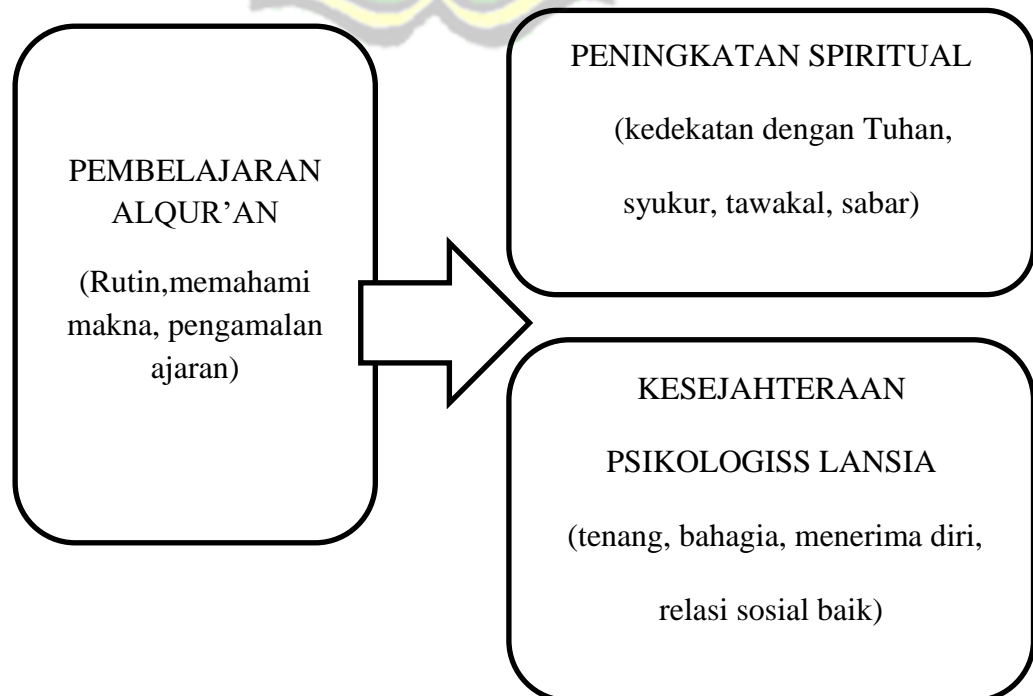 PEMBELAJARAN
ALQUR’AN
(Rutin,memahami
makna, pengamalan
ajaran)
PENINGKATAN SPIRITUAL
(kedekatan dengan Tuhan,
syukur, tawakal, sabar)
KESEJAHTERAAN
PSIKOLOGISS LANSIA
(tenang, bahagia, menerima diri,
relasi sosial baik)